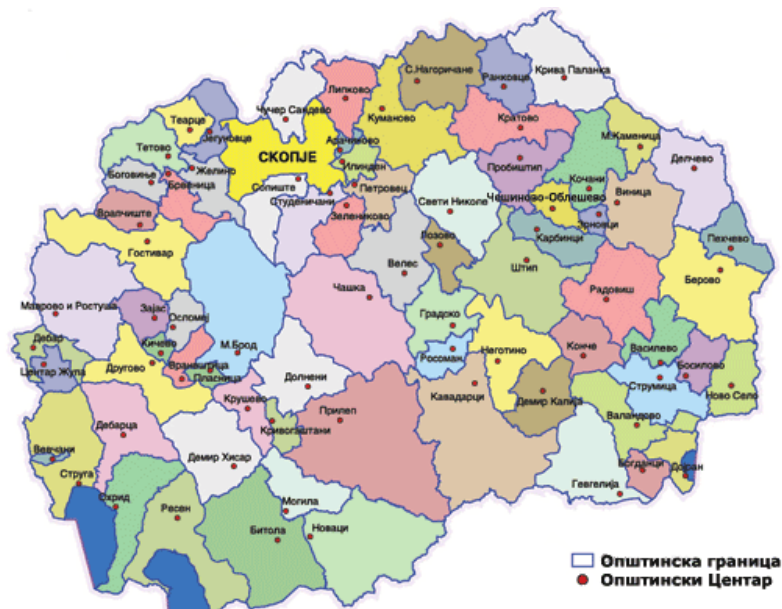 С.Нагоричане
Крива Паланка
Ранковце
Липково
Чучер Сандево
Куманово
Теарце
Јегуновце
Кратово
М.Каменица
Арачиново
Тетово
СКОПЈЕ
Илинден
Пробиштип
Делчево
Желино
Боговиње
Брвеница
Сопиште
Петровец
Кочани
Студеничани
Свети Николе
Чешиново-Облешево
Виница
Врапчиште
Зелениково
Зрновци
Лозово
Карбинци
Пехчево
Гостивар
Велес
Штип
Берово
Чашка
Радовиш
Маврово и Ростуша
Зајас
Осломеј
Градско
Дебар
Кичево
М.Брод
Росоман
Неготино
Конче
Василево
Центар Жупа
Другово
Вранештица
Пласница
Босилово
Долнени
Кавадарци
Струмица
Ново Село
Крушево
Прилеп
Демир Капија
Валандово
Дебарца
Кривогаштани
Вевчани
Демир Хисар
Струга
Богданци
Дојран
Гевгелија
Охрид
Ресен
Могила
Битола
Новаци
Општинска граница
Општински Центар